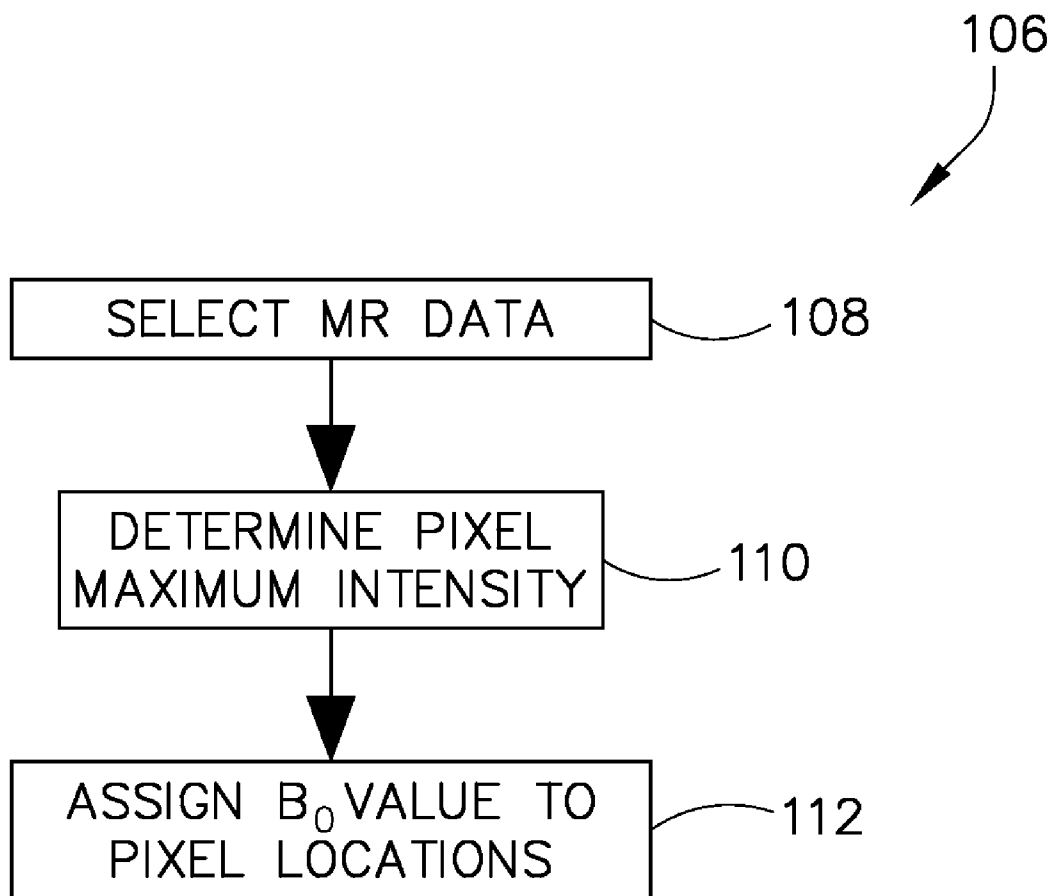 106
SELECT MR DATA
108
DETERMINE PIXEL
MAXIMUM INTENSITY
110
ASSIGN B₀ VALUE TO
PIXEL LOCATIONS
112